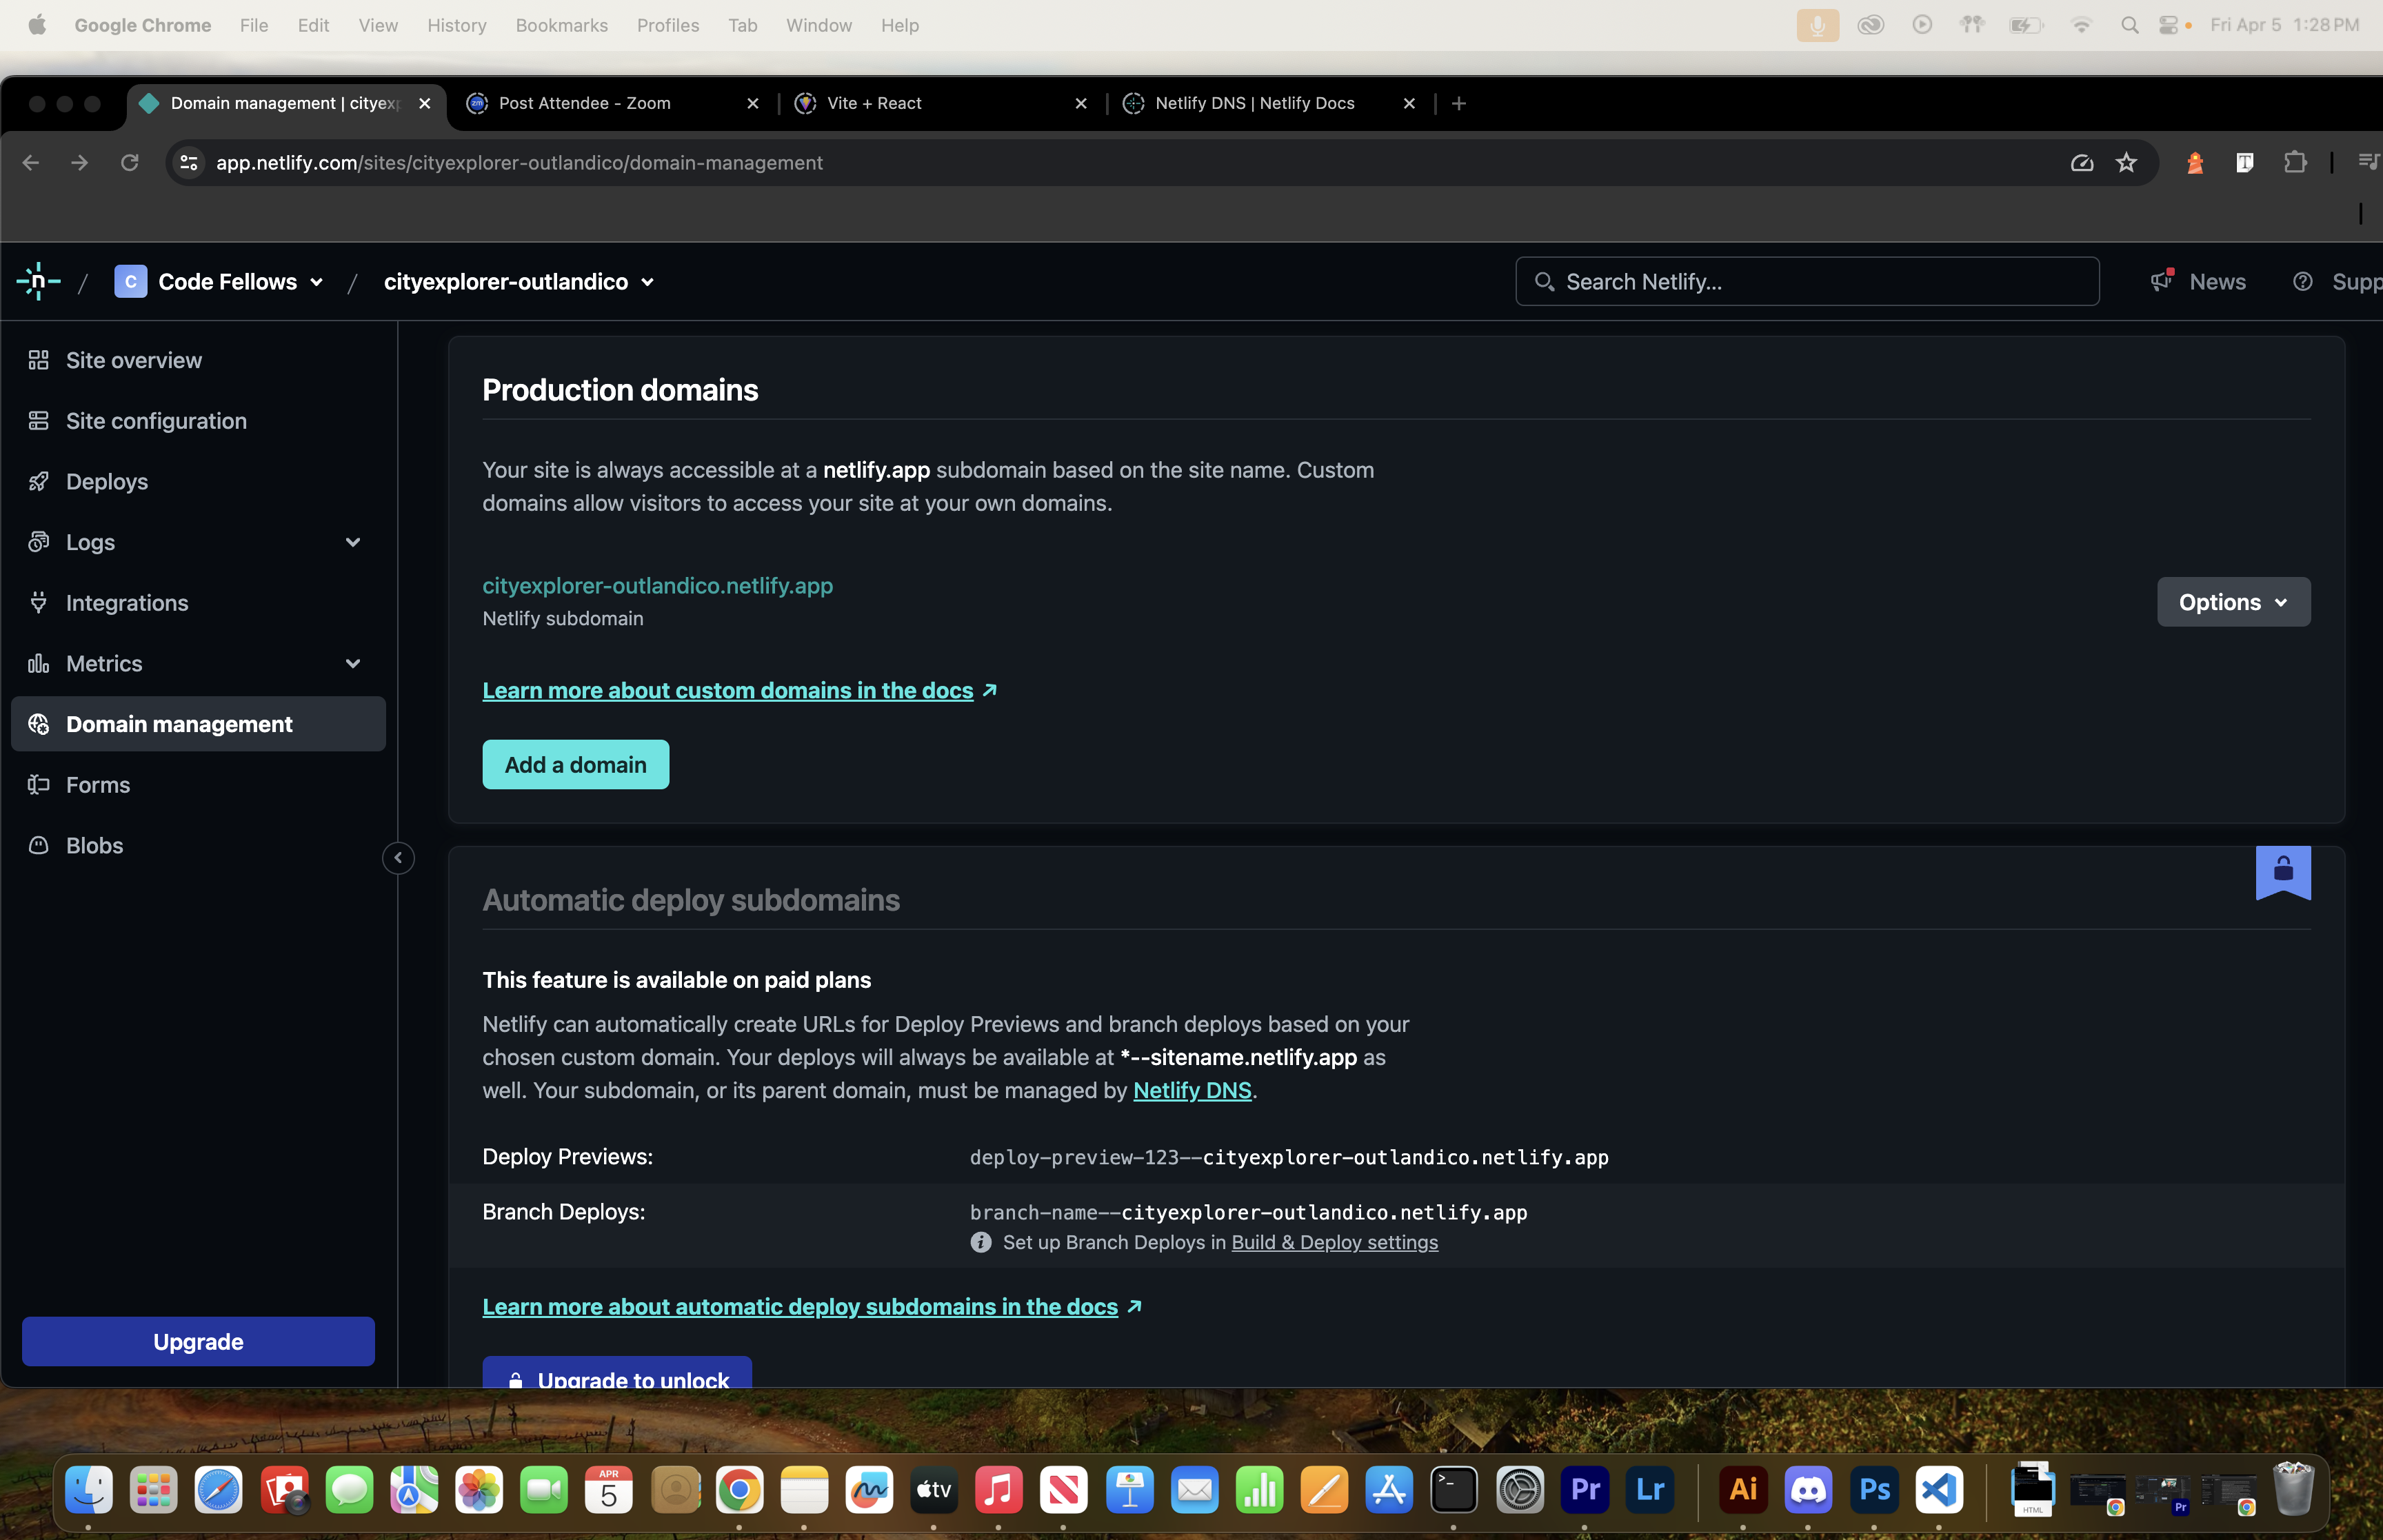 Google Chrome File Edit View History Bookmarks Profiles Tab Window Help Fri Apr 5 1:28 PM
Domain management | cityexp zm Post Attendee - Zoom Vite + React Netlify DNS | Netlify Docs
app.netlify.com/sites/cityexplorer-outlandico/domain-management
n / C Code Fellows / cityexplorer-outlandico Search Netlify... News Supp
Site overview
Site configuration
Deploys
Logs
Integrations
Metrics
Domain management
Forms
Blobs
Upgrade
Production domains
Your site is always accessible at a netlify.app subdomain based on the site name. Custom
domains allow visitors to access your site at your own domains.
cityexplorer-outlandico.netlify.app
Netlify subdomain
Options
Learn more about custom domains in the docs
Add a domain
Automatic deploy subdomains
This feature is available on paid plans
Netlify can automatically create URLs for Deploy Previews and branch deploys based on your
chosen custom domain. Your deploys will always be available at *--sitename.netlify.app as
well. Your subdomain, or its parent domain, must be managed by Netlify DNS.
Deploy Previews: deploy-preview-123--cityexplorer-outlandico.netlify.app
Branch Deploys: branch-name--cityexplorer-outlandico.netlify.app
Set up Branch Deploys in Build & Deploy settings
Learn more about automatic deploy subdomains in the docs
Upgrade to unlock
APR
5
tv
Pr
Lr
Ai
Ps
HTML
Pr